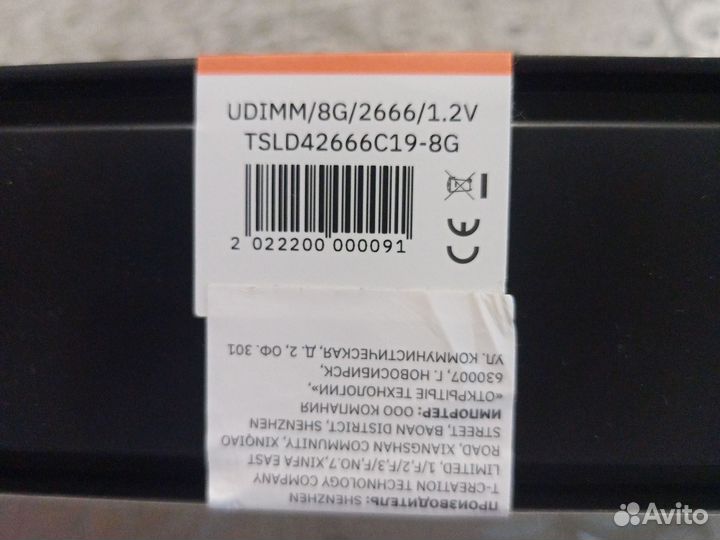 UDIMM/8G/2666/1.2V
TSLD42666C19-8G
CE
2 022200 000091
ПРОИЗВОДИТЕЛЬ: SHENZHEN
T-CREATION TECHNOLOGY COMPANY
LIMITED, 1/F,2/F,3/F,NO.7,XINFA EAST
ROAD, XIANGSHAN COMMUNITY, XINQIAO
STREET, BAOAN DISTRICT, SHENZHEN
ИМПОРТЕР: ООО КОМПАНИЯ
«ОТКРЫТЫЕ ТЕХНОЛОГИИ»,
630007, Г. НОВОСИБИРСК,
УЛ. КОММУНИСТИЧЕСКАЯ, Д. 2, ОФ. 301
Avito